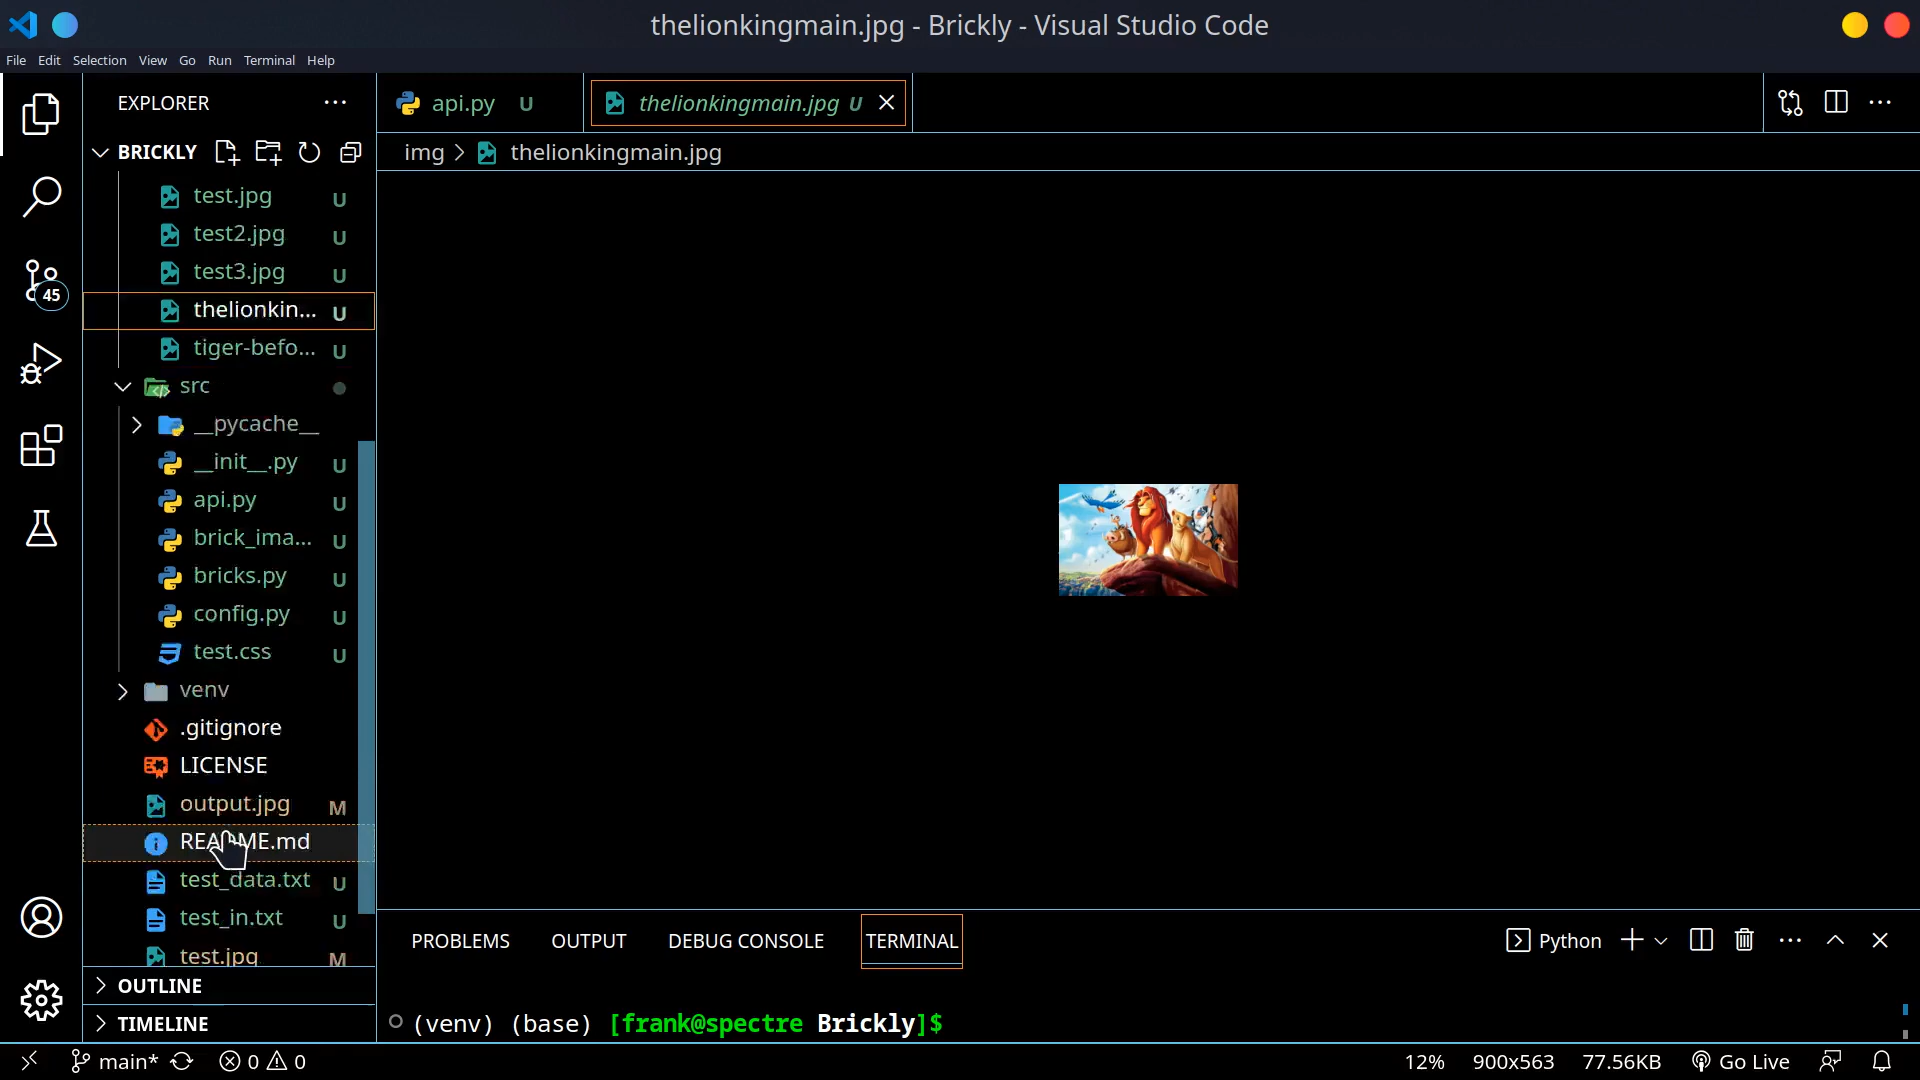 thelionkingmain.jpg - Brickly - Visual Studio Code
File Edit Selection View Go Run Terminal Help
EXPLORER
api.py U
thelionkingmain.jpg U
BRICKLY
img > thelionkingmain.jpg
test.jpg U
test2.jpg U
test3.jpg U
thelionkin... U
tiger-befo... U
src
__pycache__
__init__.py U
api.py U
brick_ima... U
bricks.py U
config.py U
test.css U
venv
.gitignore
LICENSE
output.jpg M
README.md
test_data.txt U
test_in.txt U
test.jpg M
OUTLINE
TIMELINE
45
PROBLEMS OUTPUT DEBUG CONSOLE TERMINAL
Python
(venv) (base) [frank@spectre Brickly]$
main* 0 0
12% 900x563 77.56KB Go Live